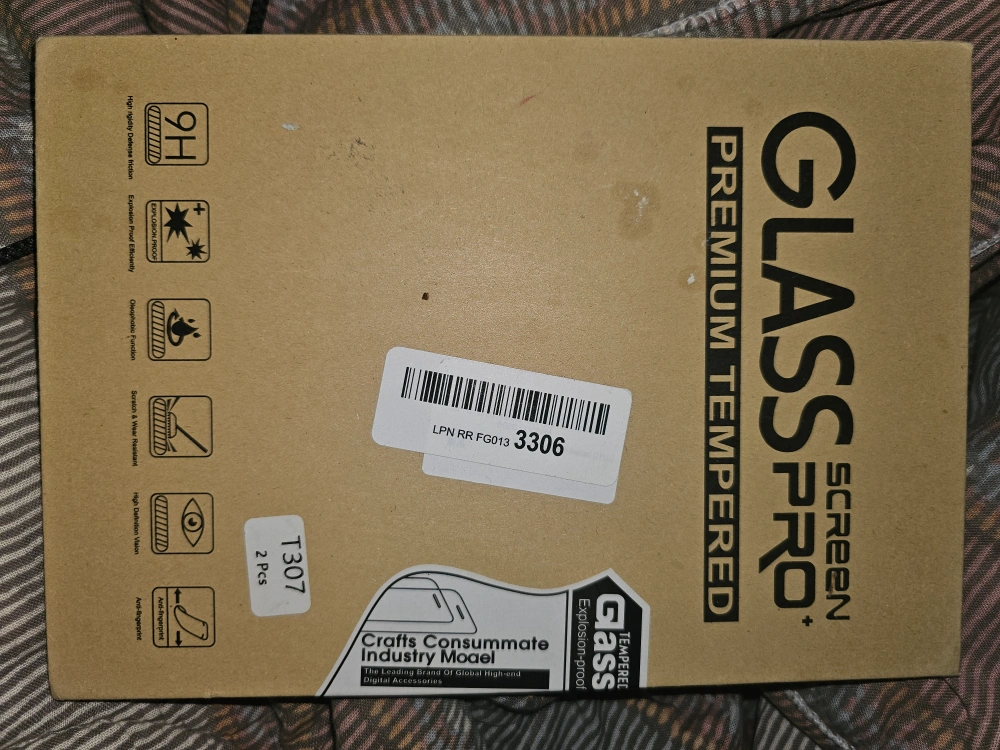 GLASS
SCREEN
PRO+
PREMIUM TEMPERED
LPN RR FG013 3306
T307
2 Pcs
TEMPERED
Glass
Explosion-proof
Crafts Consummate
Industry Moael
The Leading Brand Of Global High-end
Digital Accessories
9H
High rigidity Defense friction
EXPLOSION PROOF
Explosion Proof Efficiently
Oleophobic Function
Scratch & Wear Resistant
High Definition Vision
Anti-fingerprint
Anti-fingerprint